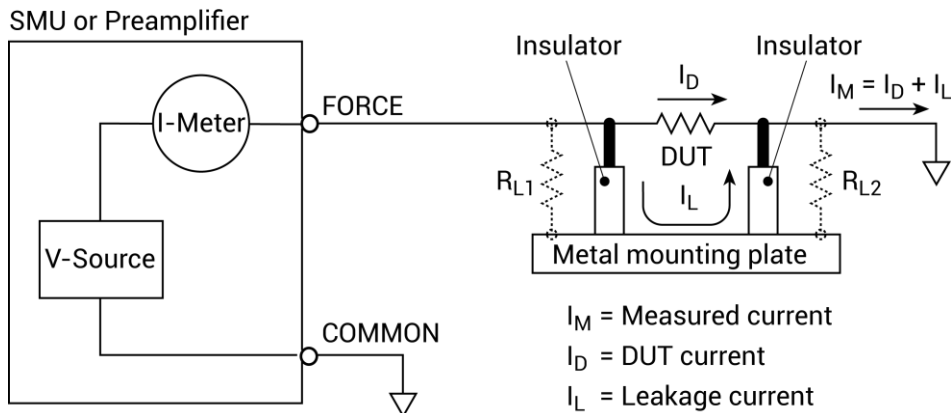 SMU or Preamplifier
Insulator
Insulator
I-Meter
FORCE
I_D
I_M = I_D + I_L
DUT
R_L1
I_L
R_L2
V-Source
Metal mounting plate
COMMON
I_M = Measured current
I_D = DUT current
I_L = Leakage current